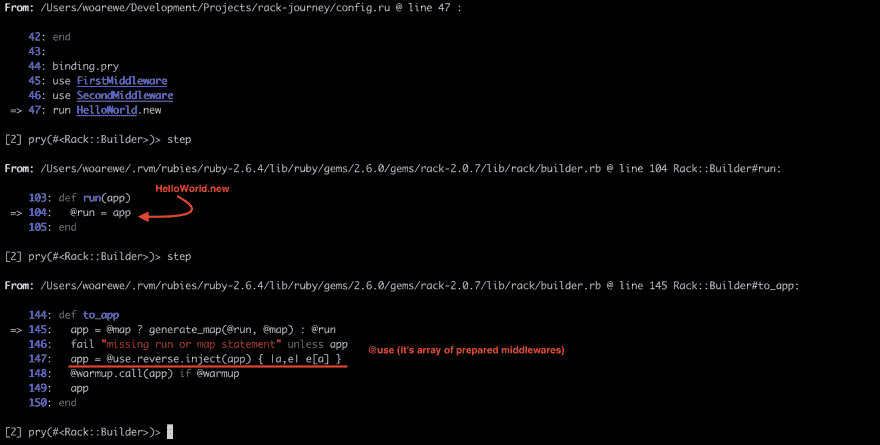 From: /Users/woarewe/Development/Projects/rack-journey/config.ru @ line 47 :
42: end
43:
44: binding.pry
45: use FirstMiddleware
46: use SecondMiddleware
=> 47: run HelloWorld.new
[2] pry(#<Rack::Builder>)> step
From: /Users/woarewe/.rvm/rubies/ruby-2.6.4/lib/ruby/gems/2.6.0/gems/rack-2.0.7/lib/rack/builder.rb @ line 104 Rack::Builder#run:
HelloWorld.new
103: def run(app)
=> 104: @run = app
105: end
[2] pry(#<Rack::Builder>)> step
From: /Users/woarewe/.rvm/rubies/ruby-2.6.4/lib/ruby/gems/2.6.0/gems/rack-2.0.7/lib/rack/builder.rb @ line 145 Rack::Builder#to_app:
144: def to_app
=> 145: app = @map ? generate_map(@run, @map) : @run
146: fail "missing run or map statement" unless app
147: app = @use.reverse.inject(app) { |a,e| e[a] }
@use (it's array of prepared middlewares)
148: @warmup.call(app) if @warmup
149: app
150: end
[2] pry(#<Rack::Builder>)>